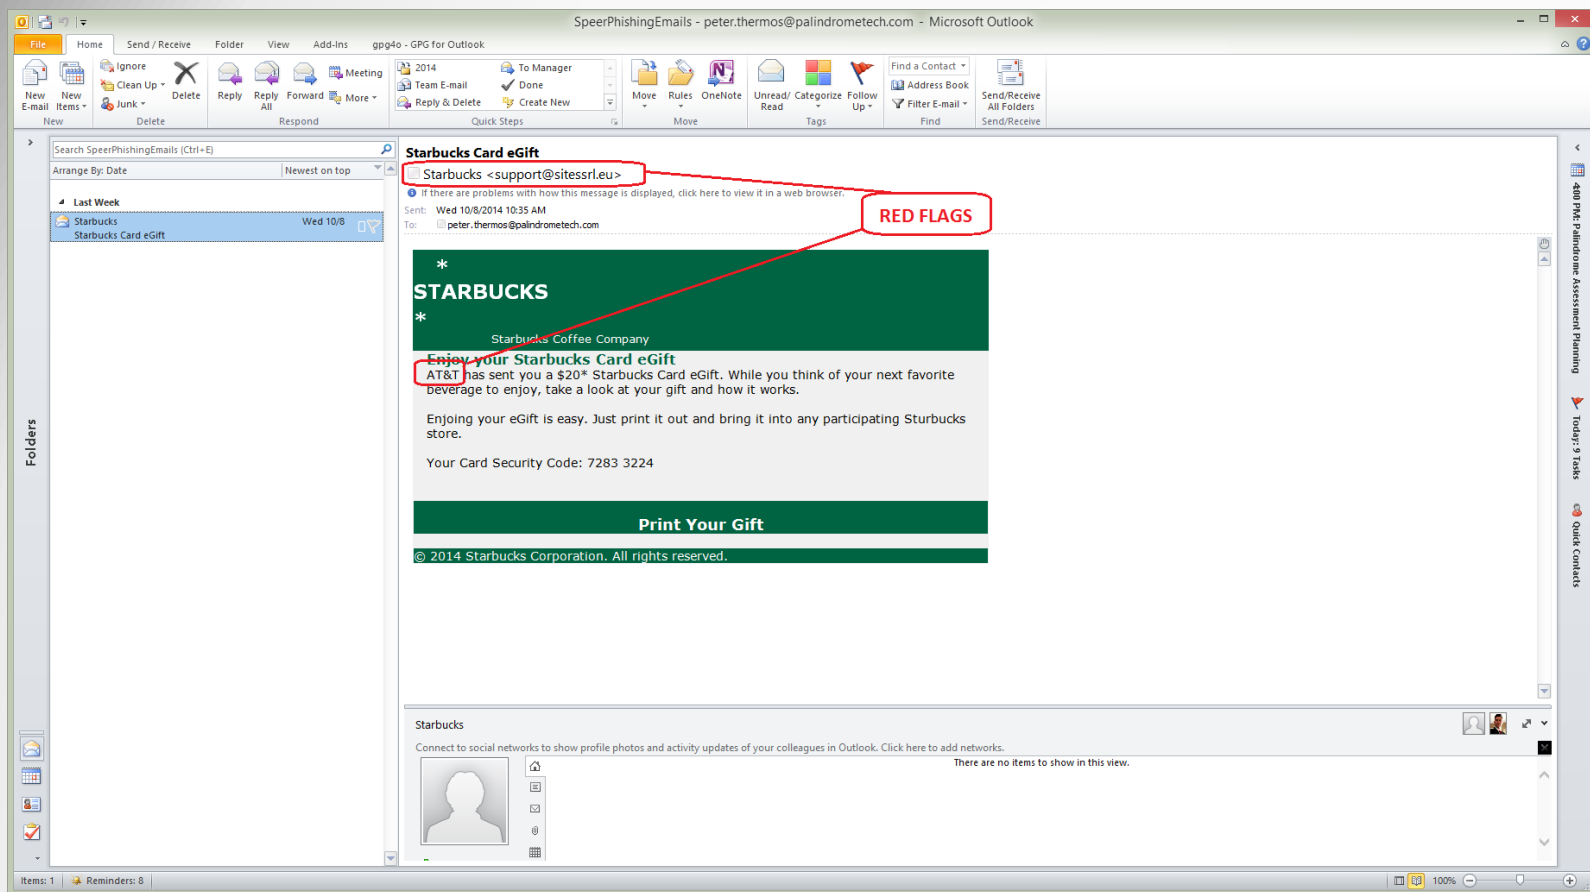 SpeerPhishingEmails - peter.thermos@palindrometech.com - Microsoft Outlook
File Home Send / Receive Folder View Add-Ins gpg4o - GPG for Outlook
New E-mail
New Items
Ignore
Clean Up
Junk
Delete
Reply
Reply All
Forward
Meeting
More
2014
Team E-mail
Reply & Delete
To Manager
Done
Create New
Move
Rules
OneNote
Unread/ Read
Categorize
Follow Up
Find a Contact
Address Book
Filter E-mail
Send/Receive All Folders
New Delete Respond Quick Steps Move Tags Find Send/Receive
Search SpeerPhishingEmails (Ctrl+E)
Arrange By: Date Newest on top
Last Week
Starbucks Wed 10/8
Starbucks Card eGift
Folders
Starbucks Card eGift
Starbucks <support@sitessrl.eu>
If there are problems with how this message is displayed, click here to view it in a web browser.
Sent: Wed 10/8/2014 10:35 AM
To: peter.thermos@palindrometech.com
RED FLAGS
*
STARBUCKS
*
Starbucks Coffee Company
Enjoy your Starbucks Card eGift
AT&T has sent you a $20* Starbucks Card eGift. While you think of your next favorite
beverage to enjoy, take a look at your gift and how it works.
Enjoing your eGift is easy. Just print it out and bring it into any participating Sturbucks
store.
Your Card Security Code: 7283 3224
Print Your Gift
© 2014 Starbucks Corporation. All rights reserved.
Starbucks
Connect to social networks to show profile photos and activity updates of your colleagues in Outlook. Click here to add networks.
There are no items to show in this view.
4:00 PM: Palindrome Assessment Planning
Today: 9 Tasks
Quick Contacts
Items: 1 Reminders: 8
100%